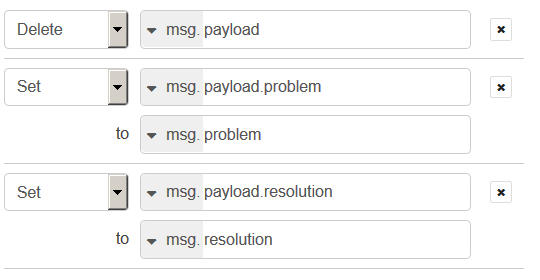 Delete msg. payload
Set msg. payload.problem
to msg. problem
Set msg. payload.resolution
to msg. resolution